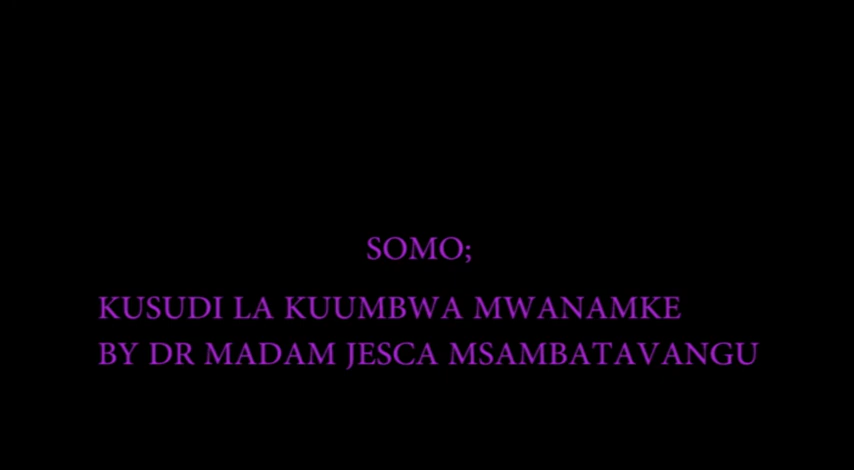 SOMO;
KUSUDI LA KUUMBWA MWANAMKE
BY DR MADAM JESCA MSAMBATAVANGU